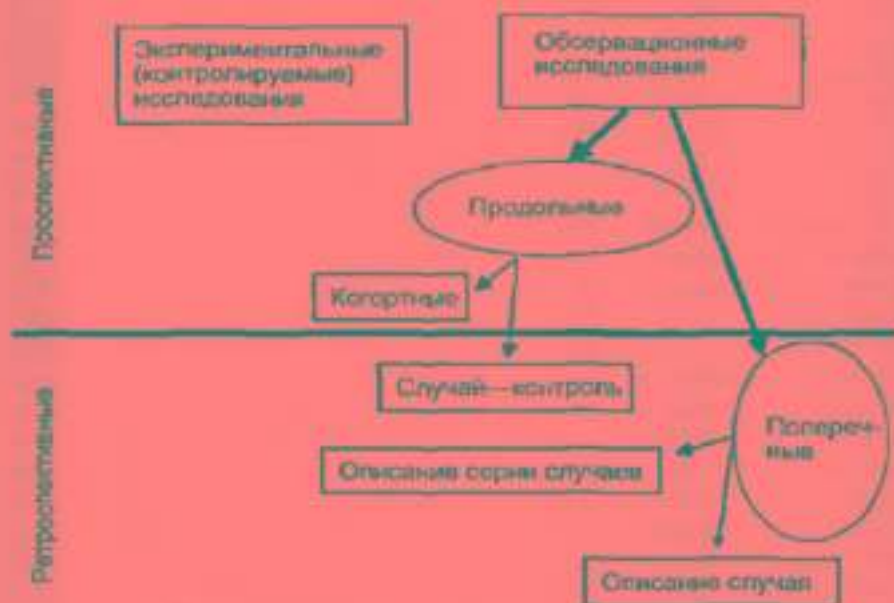 Экспериментальные
(контролируемые)
исследования
Обсервационные
исследования
Проспективные
Продольные
Когортные
Случай—контроль
Ретроспективные
Попереч-
ные
Описание серии случаев
Описание случая